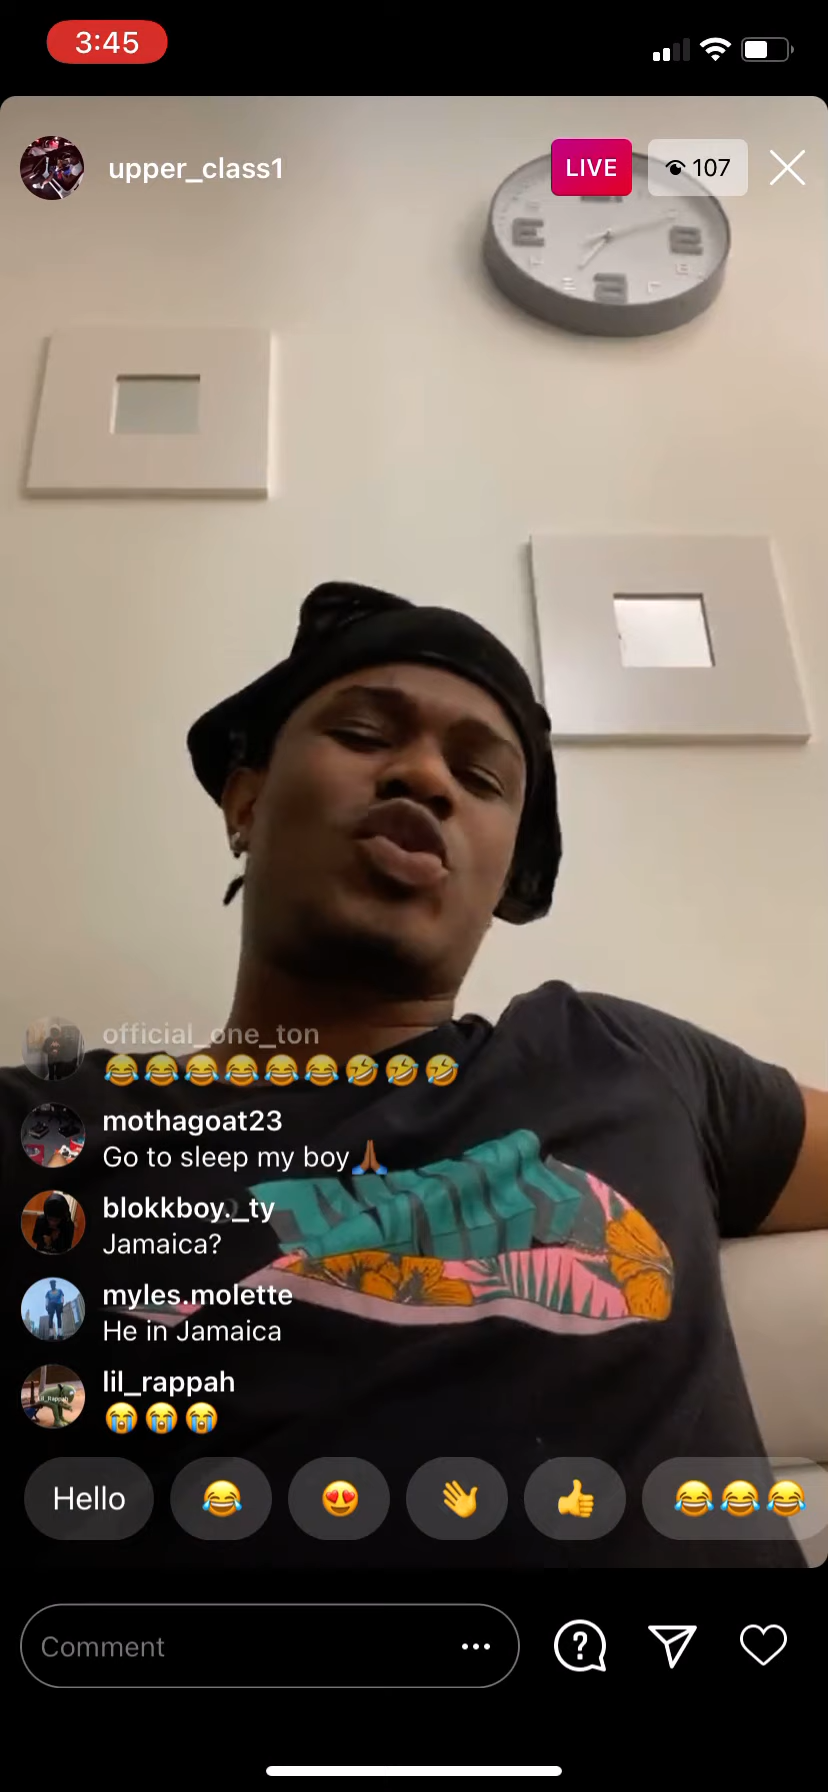 3:45
upper_class1
LIVE
107
official_one_ton
😂😂😂😂😂😂🤣🤣🤣
mothagoat23
Go to sleep my boy🙏🏾
blokkboy._ty
Jamaica?
myles.molette
He in Jamaica
lil_rappah
😭😭😭
Hello
😂
😍
👋
👍
😂😂😂
Comment